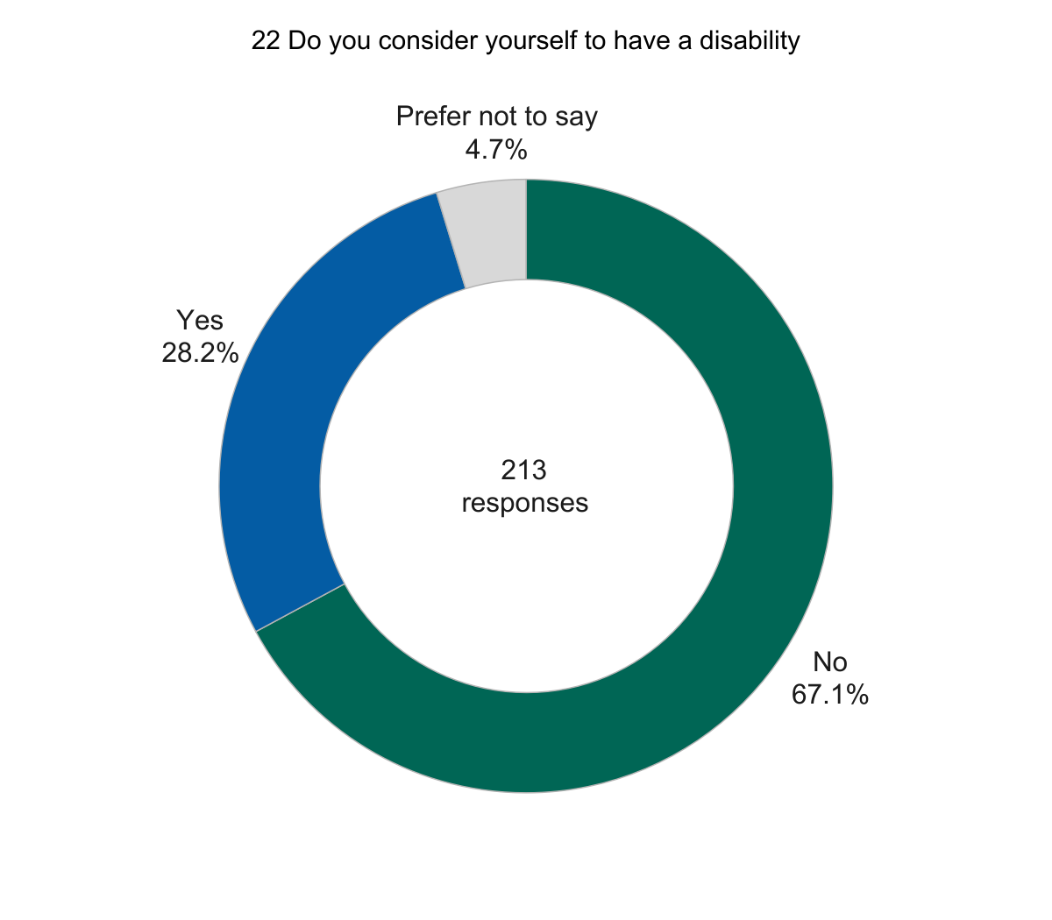 22 Do you consider yourself to have a disability
Prefer not to say
4.7%
Yes
28.2%
213
responses
No
67.1%